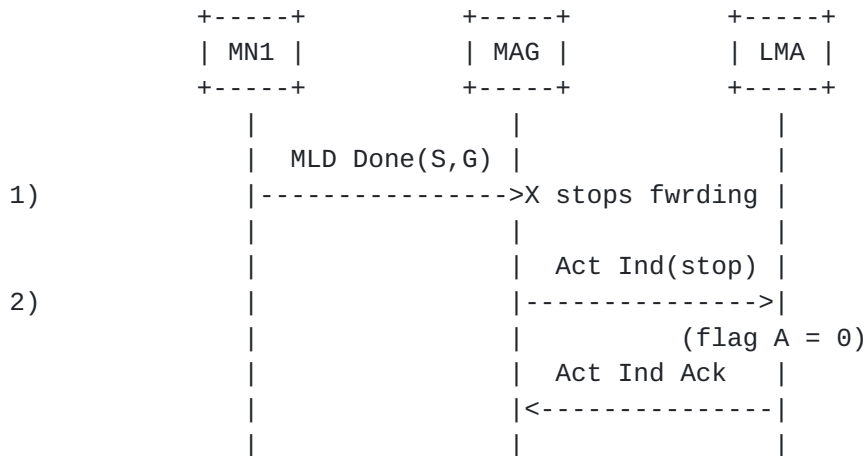 +-----+ +-----+ +-----+
| MN1 | | MAG | | LMA |
+-----+ +-----+ +-----+
| | |
| MLD Done(S,G) | |
1) |---------------->X stops fwrding |
| | |
| | Act Ind(stop) |
2) | |--------------->|
| | (flag A = 0)
| | Act Ind Ack |
| |<---------------|
| | |